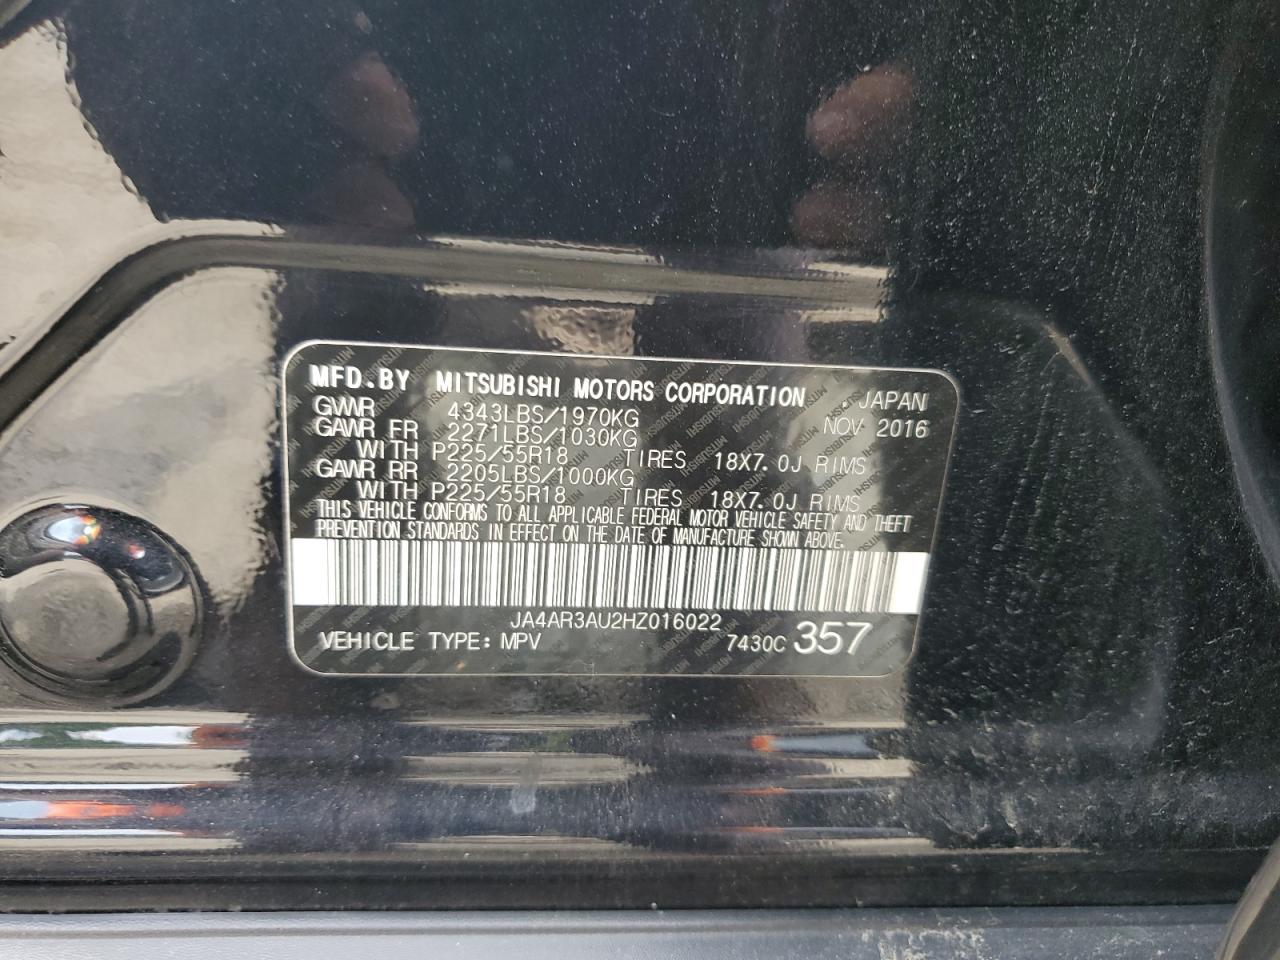 MFD. BY MITSUBISHI MOTORS CORPORATION . JAPAN
GVWR 4343LBS/1970KG NOV 2016
GAWR FR 2271LBS/1030KG
WITH P225/55R18 TIRES 18X7.0J RIMS
GAWR RR 2205LBS/1000KG
WITH P225/55R18 TIRES 18X7.0J RIMS
THIS VEHICLE CONFORMS TO ALL APPLICABLE FEDERAL MOTOR VEHICLE SAFETY AND THEFT
PREVENTION STANDARDS IN EFFECT ON THE DATE OF MANUFACTURE SHOWN ABOVE.
JA4AR3AU2HZ016022
VEHICLE TYPE: MPV 7430C 357